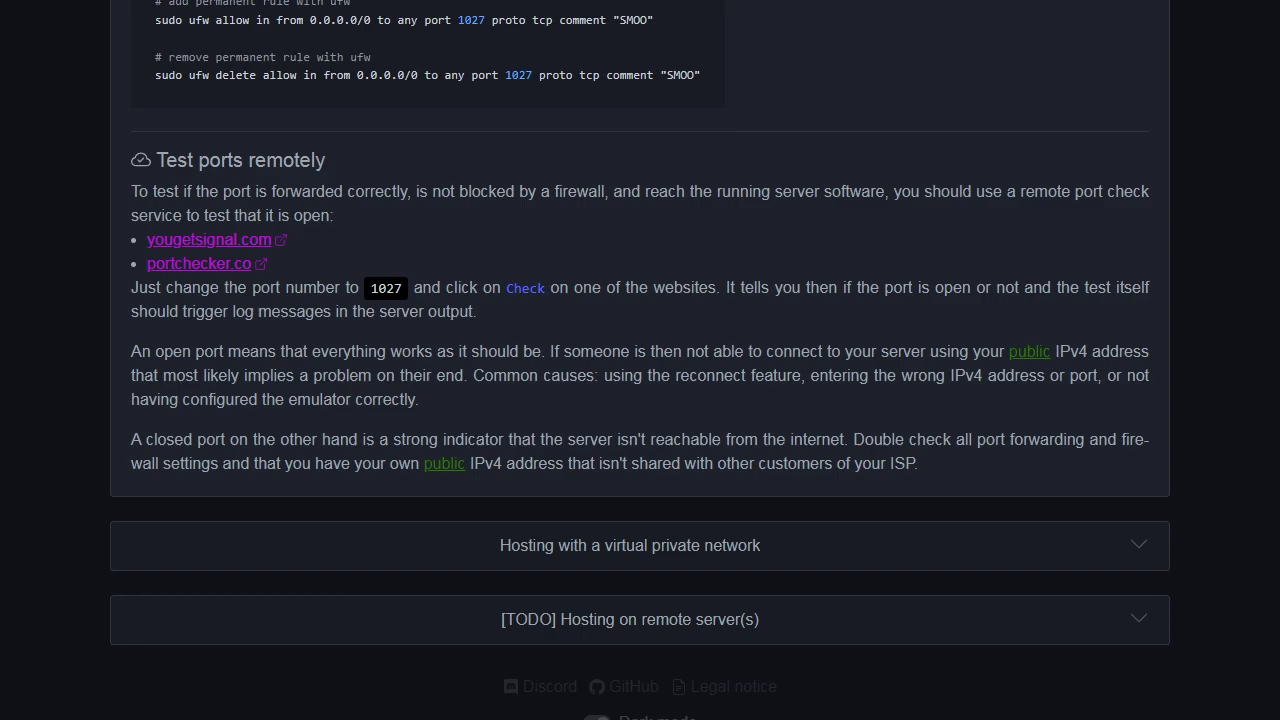 # add permanent rule with ufw
sudo ufw allow in from 0.0.0.0/0 to any port 1027 proto tcp comment "SMOO"
# remove permanent rule with ufw
sudo ufw delete allow in from 0.0.0.0/0 to any port 1027 proto tcp comment "SMOO"
Test ports remotely
To test if the port is forwarded correctly, is not blocked by a firewall, and reach the running server software, you should use a remote port check
service to test that it is open:
• yougetsignal.com
• portchecker.co
Just change the port number to 1027 and click on Check on one of the websites. It tells you then if the port is open or not and the test itself
should trigger log messages in the server output.
An open port means that everything works as it should be. If someone is then not able to connect to your server using your public IPv4 address
that most likely implies a problem on their end. Common causes: using the reconnect feature, entering the wrong IPv4 address or port, or not
having configured the emulator correctly.
A closed port on the other hand is a strong indicator that the server isn't reachable from the internet. Double check all port forwarding and fire-
wall settings and that you have your own public IPv4 address that isn't shared with other customers of your ISP.
Hosting with a virtual private network
[TODO] Hosting on remote server(s)
Discord GitHub Legal notice
Dark mode